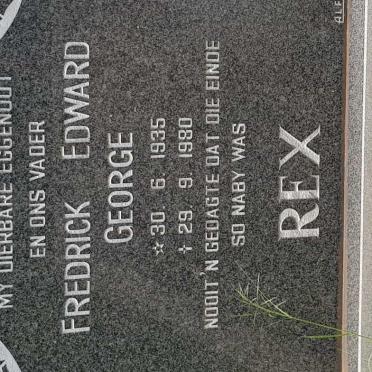 MY DIERBARE EGGENOOT
EN ONS VADER
FREDRICK EDWARD
GEORGE
☆ 30. 6. 1935
† 29. 9. 1980
NOOIT 'N GEDAGTE DAT DIE EINDE
SO NABY WAS
REX